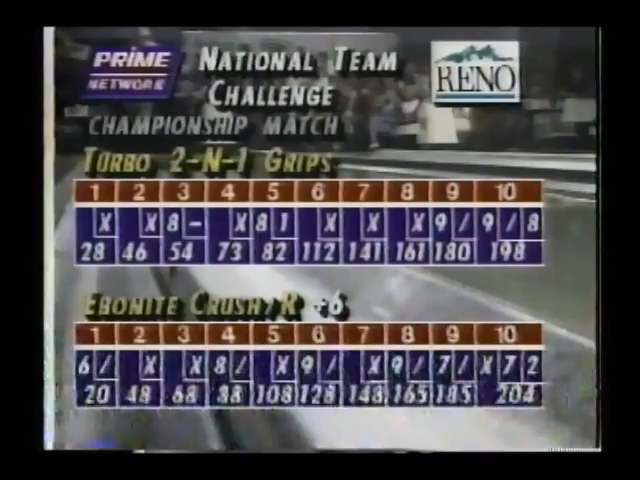 PRIME
NETWORK
NATIONAL TEAM
CHALLENGE
RENO
CHAMPIONSHIP MATCH
TURBO 2-N-1 GRIPS
1 2 3 4 5 6 7 8 9 10
X X 8 - X 8 1 X X X 9 / 9 / 8
28 46 54 73 82 112 141 161 180 198
EBONITE CRUSH/R +6
1 2 3 4 5 6 7 8 9 10
6 / X X 8 / X 9 / X 9 / 7 / X 7 2
20 48 68 88 108 128 148 165 185 204